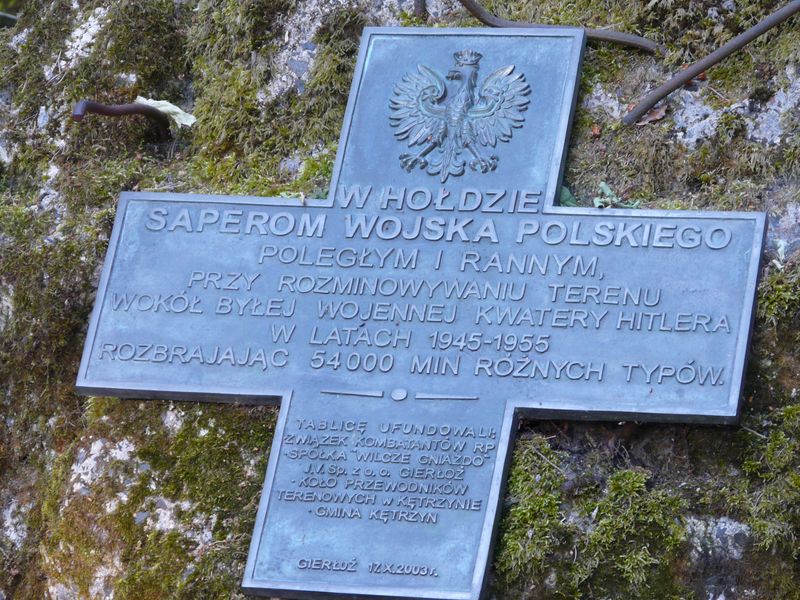 W HOŁDZIE
SAPEROM WOJSKA POLSKIEGO
POLEGŁYM I RANNYM,
PRZY ROZMINOWYWANIU TERENU
WOKÓŁ BYŁEJ WOJENNEJ KWATERY HITLERA
W LATACH 1945-1955
ROZBRAJAJĄC 54000 MIN RÓŻNYCH TYPÓW.
TABLICĘ UFUNDOWALI:
ZWIĄZEK KOMBATANTÓW RP
· SPÓŁKA "WILCZE GNIAZDO"
J.V. Sp. z o.o. GIERŁOŻ
· KOŁO PRZEWODNIKÓW
TERENOWYCH W KĘTRZYNIE
· GMINA KĘTRZYN
GIERŁOŻ 17.X.2003r.